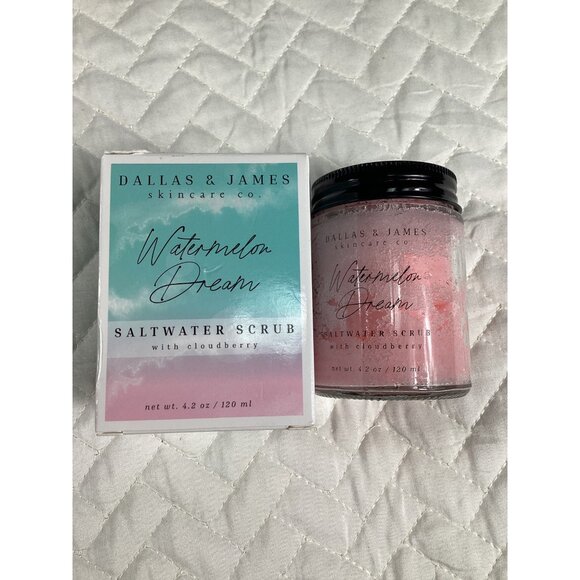 DALLAS & JAMES
skincare co.
Watermelon
Dream
SALTWATER SCRUB
with cloudberry
net wt. 4.2 oz / 120 ml
DALLAS & JAMES
skincare co.
Watermelon
Dream
SALTWATER SCRUB
with cloudberry
net wt. 4.2 oz / 120 ml